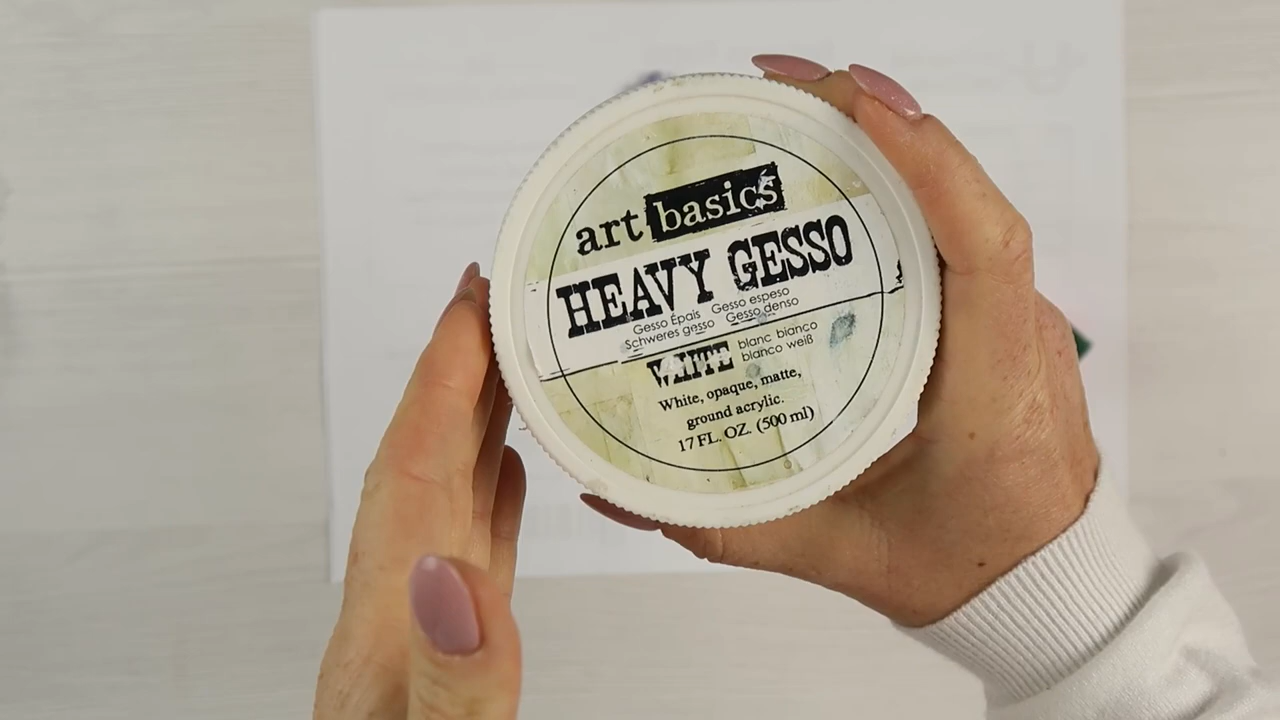 art basics
HEAVY GESSO
Gesso Épais Gesso espeso
Schweres gesso Gesso denso
WHITE blanc bianco
blanco weiß
White, opaque, matte,
ground acrylic.
17 FL. OZ. (500 ml)